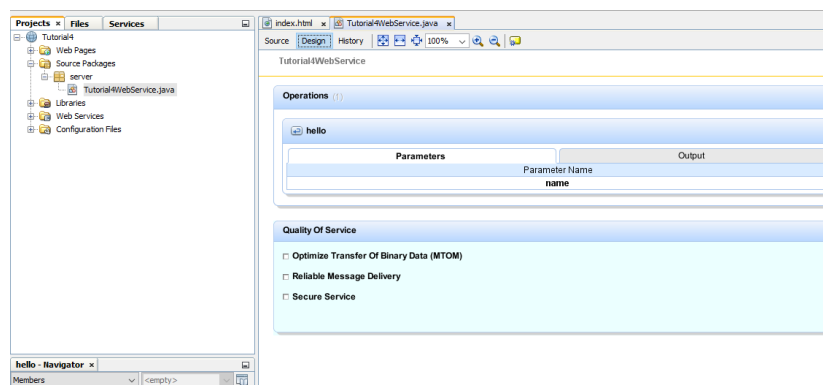 Projects × Files Services
Tutorial4
Web Pages
Source Packages
server
Tutorial4WebService.java
Libraries
Web Services
Configuration Files
hello - Navigator ×
Members <empty>
index.html × Tutorial4WebService.java ×
Source Design History 100%
Tutorial4WebService
Operations (1)
hello
Parameters Output
Parameter Name
name
Quality Of Service
Optimize Transfer Of Binary Data (MTOM)
Reliable Message Delivery
Secure Service